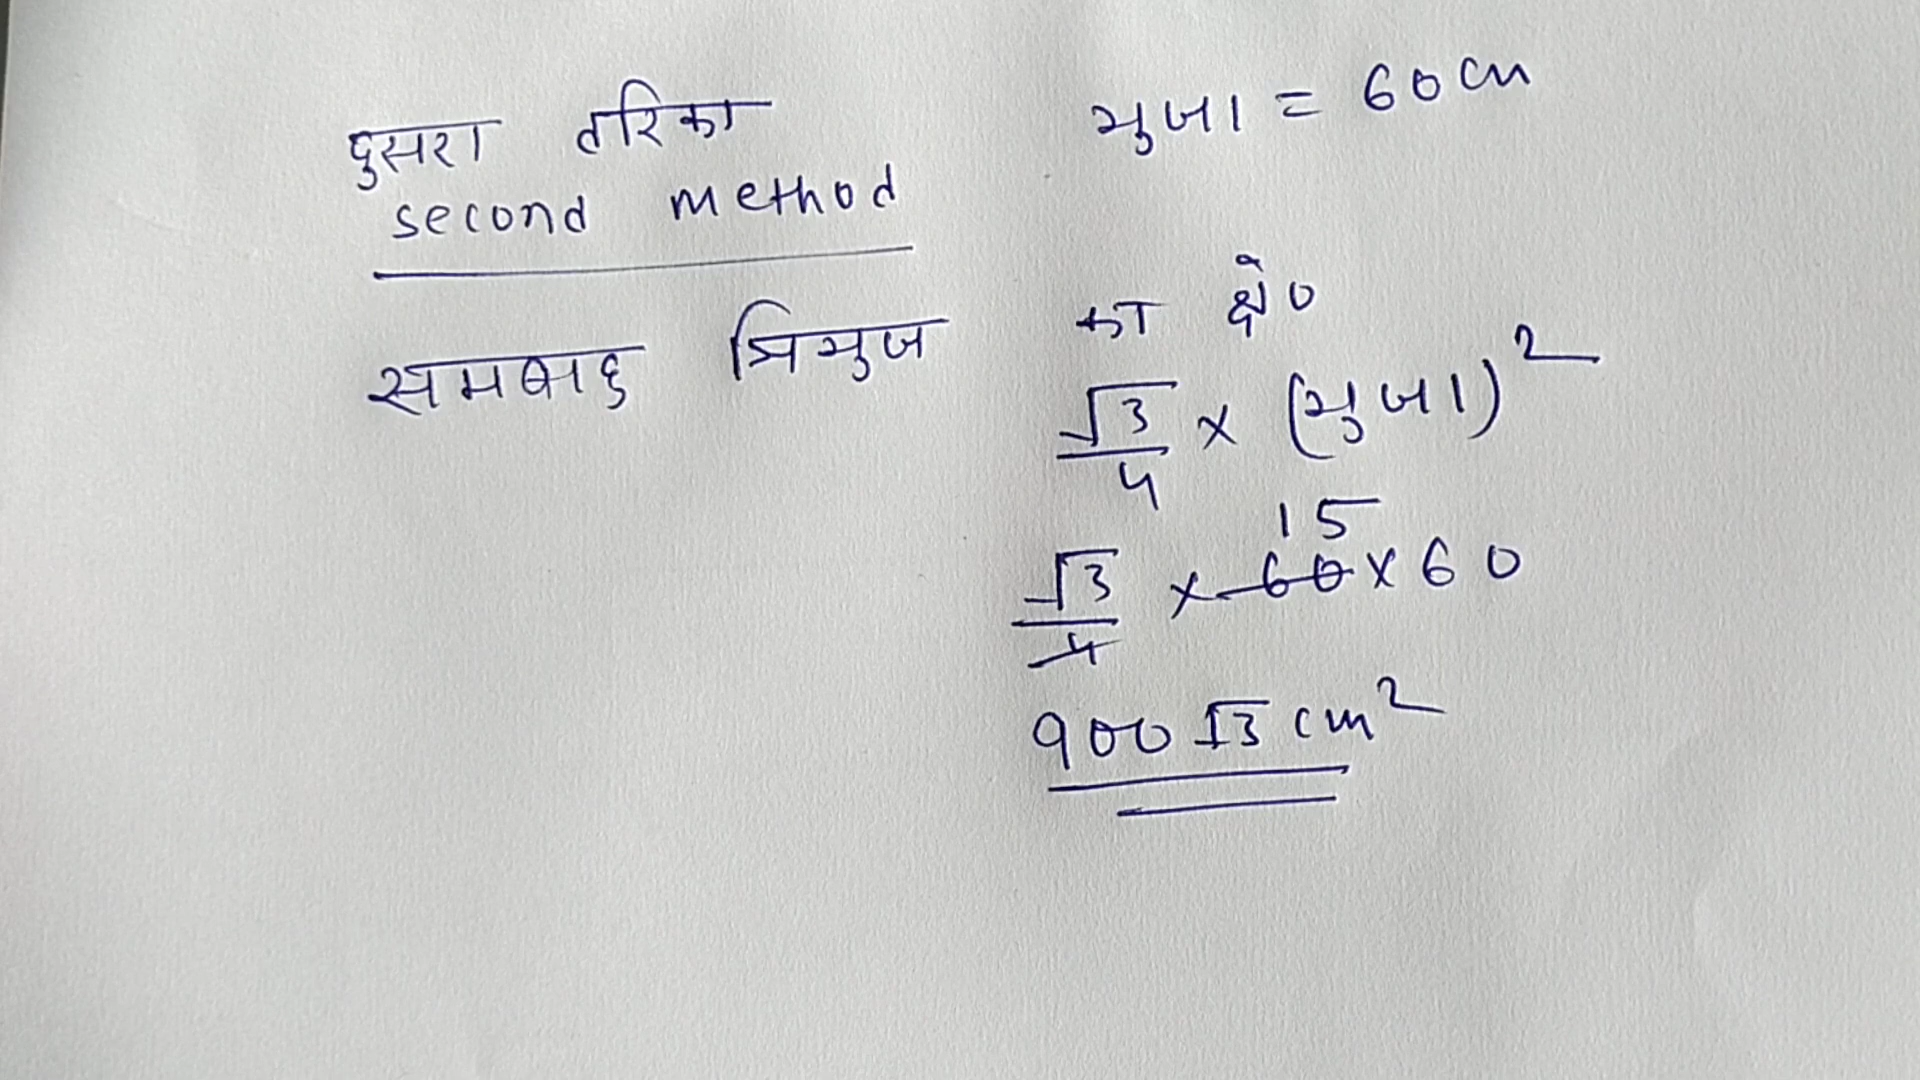 दुसरा तरिका
second method
भुजा = 60 cm
समबाहु त्रिभुज का क्षे०
√3/4 × (भुजा)²
15
√3/4 × 60 × 60
900 √3 cm²